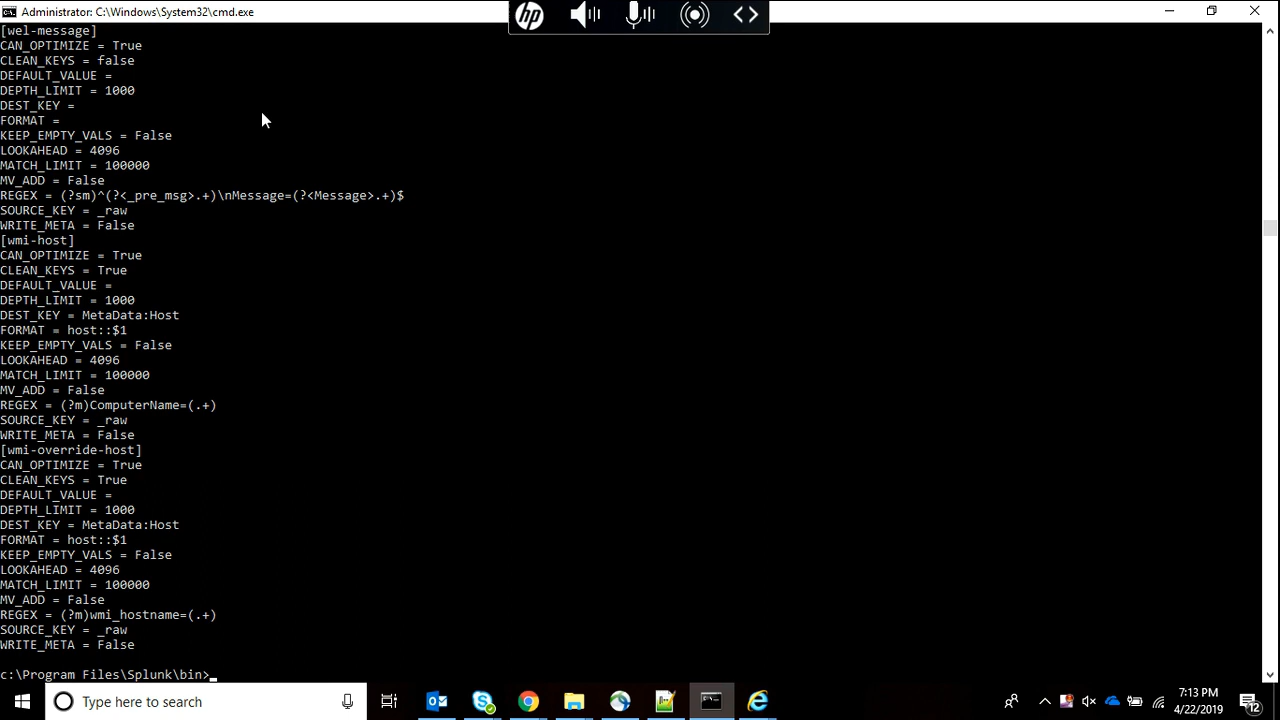 Administrator: C:\Windows\System32\cmd.exe
hp
[wel-message]
CAN_OPTIMIZE = True
CLEAN_KEYS = false
DEFAULT_VALUE =
DEPTH_LIMIT = 1000
DEST_KEY =
FORMAT =
KEEP_EMPTY_VALS = False
LOOKAHEAD = 4096
MATCH_LIMIT = 100000
MV_ADD = False
REGEX = (?sm)^(?<_pre_msg>.+)\nMessage=(?<Message>.+)$
SOURCE_KEY = _raw
WRITE_META = False
[wmi-host]
CAN_OPTIMIZE = True
CLEAN_KEYS = True
DEFAULT_VALUE =
DEPTH_LIMIT = 1000
DEST_KEY = MetaData:Host
FORMAT = host::$1
KEEP_EMPTY_VALS = False
LOOKAHEAD = 4096
MATCH_LIMIT = 100000
MV_ADD = False
REGEX = (?m)ComputerName=(.+)
SOURCE_KEY = _raw
WRITE_META = False
[wmi-override-host]
CAN_OPTIMIZE = True
CLEAN_KEYS = True
DEFAULT_VALUE =
DEPTH_LIMIT = 1000
DEST_KEY = MetaData:Host
FORMAT = host::$1
KEEP_EMPTY_VALS = False
LOOKAHEAD = 4096
MATCH_LIMIT = 100000
MV_ADD = False
REGEX = (?m)wmi_hostname=(.+)
SOURCE_KEY = _raw
WRITE_META = False
c:\Program Files\Splunk\bin>
Type here to search
7:13 PM
4/22/2019
12